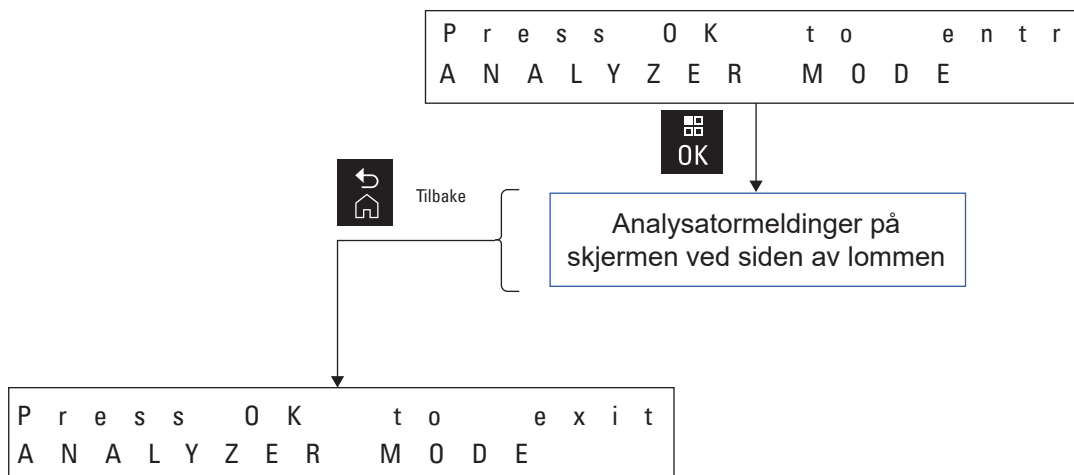 Press OK to entr
ANALYZER MODE
OK
Tilbake
Analysatormeldinger på
skjermen ved siden av lommen
Press OK to exit
ANALYZER MODE